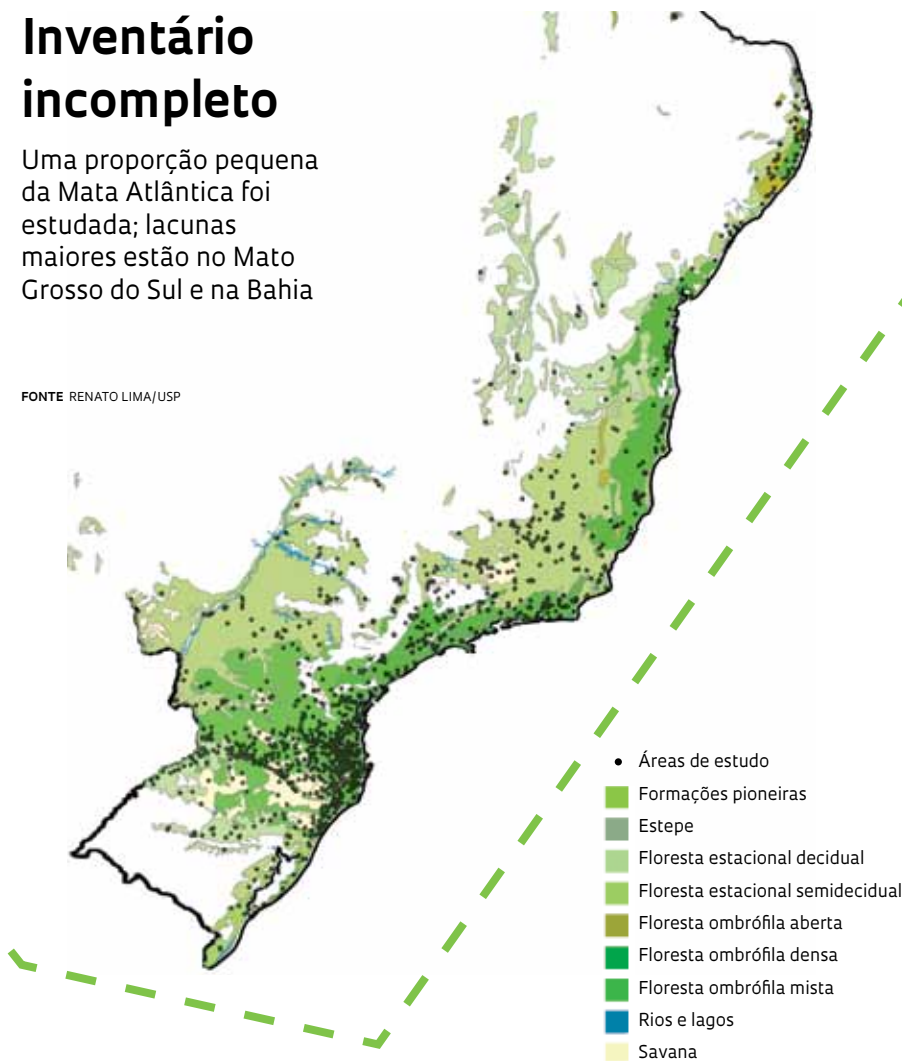 Inventário
incompleto
Uma proporção pequena
da Mata Atlântica foi
estudada; lacunas
maiores estão no Mato
Grosso do Sul e na Bahia
FONTE RENATO LIMA/USP
Áreas de estudo
Formações pioneiras
Estepe
Floresta estacional decidual
Floresta estacional semidecidual
Floresta ombrófila aberta
Floresta ombrófila densa
Floresta ombrófila mista
Rios e lagos
Savana